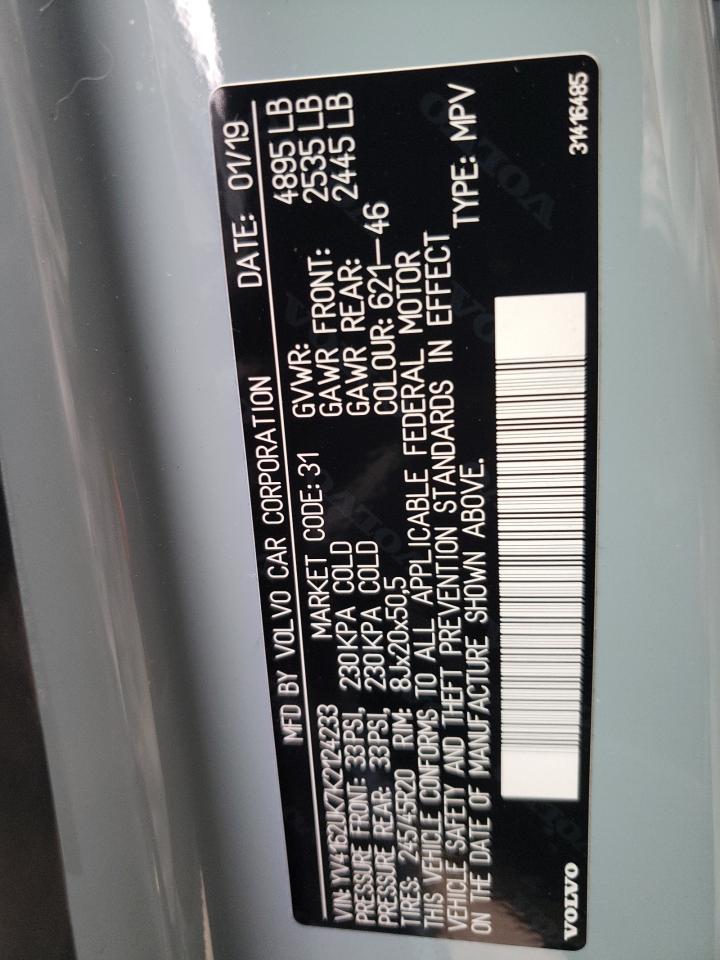 MFD BY VOLVO CAR CORPORATION DATE: 01/19
VIN: YV4162UK7K2124233 MARKET CODE: 31 GVWR: 4895 LB
PRESSURE FRONT: 33PSI, 230KPA COLD GAWR FRONT: 2535 LB
PRESSURE REAR: 33PSI, 230KPA COLD GAWR REAR: 2445 LB
TIRES: 245/45R20 RIM: 8Jx20x50,5 COLOUR: 621-46
THIS VEHICLE CONFORMS TO ALL APPLICABLE FEDERAL MOTOR
VEHICLE SAFETY AND THEFT PREVENTION STANDARDS IN EFFECT
ON THE DATE OF MANUFACTURE SHOWN ABOVE. TYPE: MPV
VOLVO 31416485